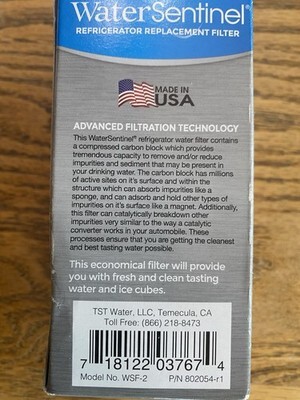 WaterSentinel®
REFRIGERATOR REPLACEMENT FILTER
MADE IN
USA
ADVANCED FILTRATION TECHNOLOGY
This WaterSentinel® refrigerator water filter contains
a compressed carbon block which provides
tremendous capacity to remove and/or reduce
impurities and sediment that may be present in
your drinking water. The carbon block has millions
of active sites on it's surface and within the
structure which can absorb impurities like a
sponge, and can adsorb and hold other types of
impurities on it's surface like a magnet. Additionally,
this filter can catalytically breakdown other
impurities very similar to the way a catalytic
converter works in your automobile. These
processes ensure that you are getting the cleanest
and best tasting water possible.
This economical filter will provide
you with fresh and clean tasting
water and ice cubes.
TST Water, LLC, Temecula, CA
Toll Free: (866) 218-8473
7 18122 03767 4
Model No. WSF-2 P/N 802054-r1